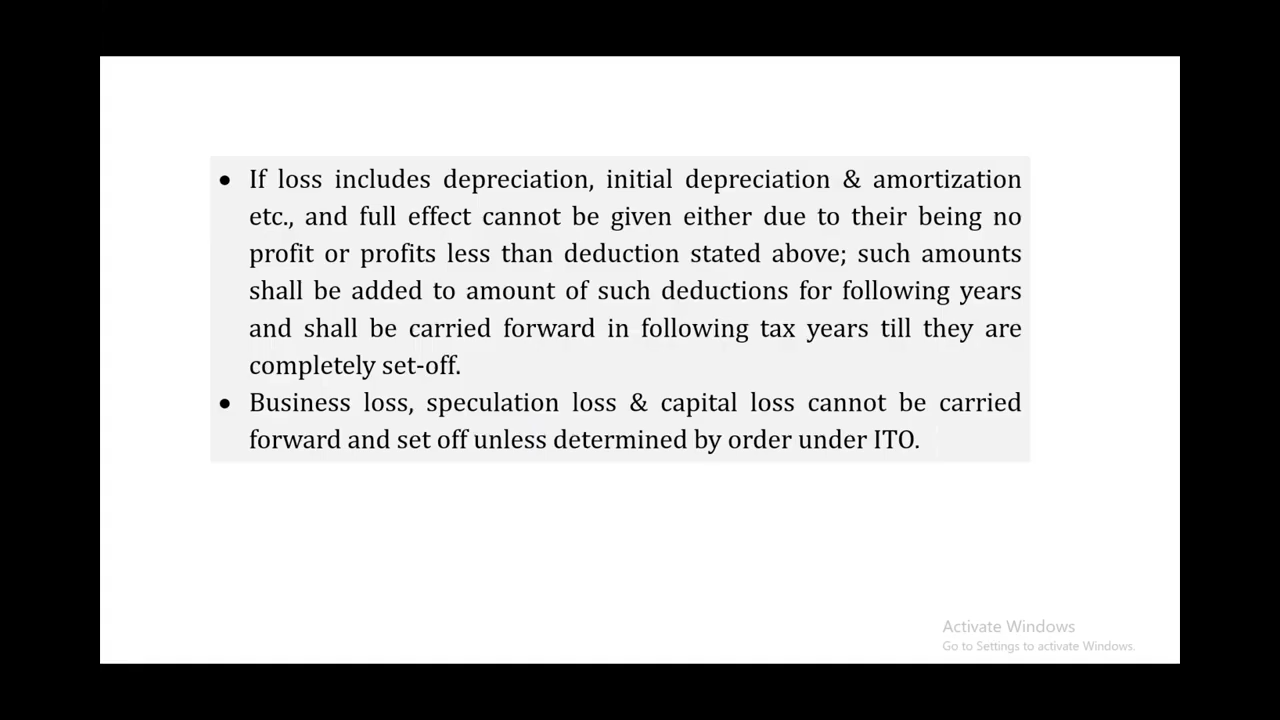 • If loss includes depreciation, initial depreciation & amortization
etc., and full effect cannot be given either due to their being no
profit or profits less than deduction stated above; such amounts
shall be added to amount of such deductions for following years
and shall be carried forward in following tax years till they are
completely set-off.
• Business loss, speculation loss & capital loss cannot be carried
forward and set off unless determined by order under ITO.
Activate Windows
Go to Settings to activate Windows.